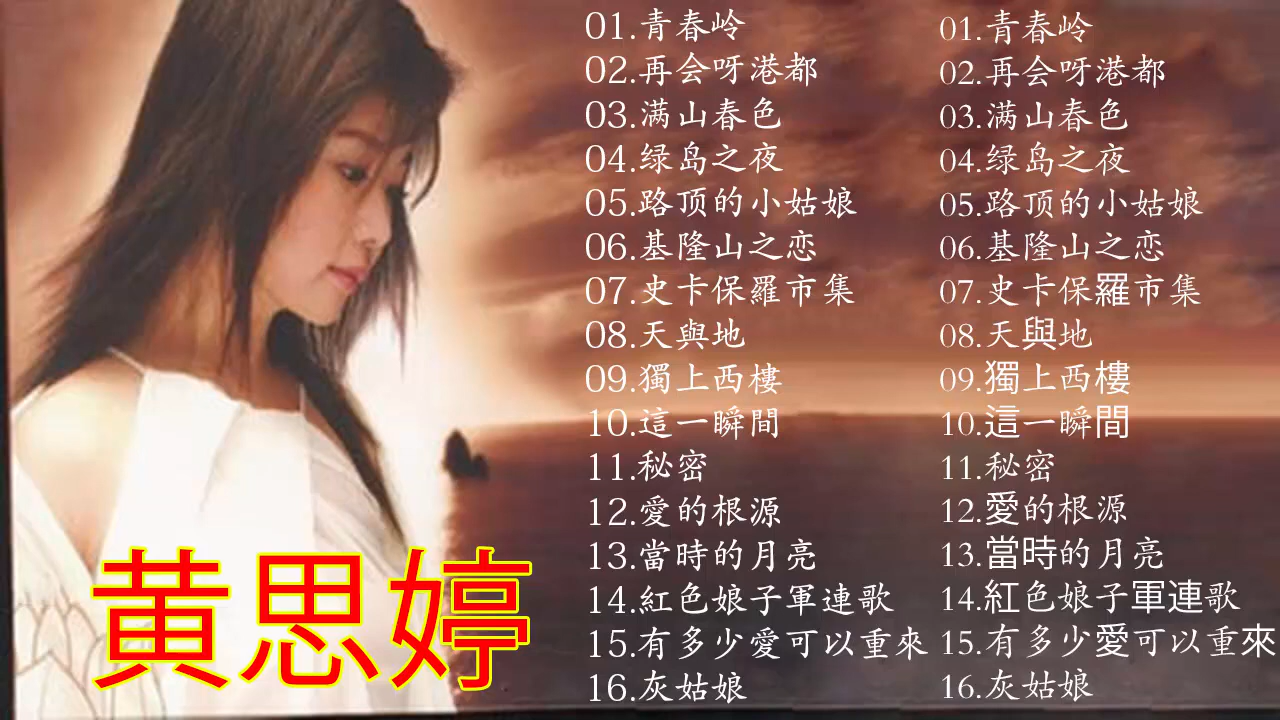 01.青春岭
02.再会呀港都
03.满山春色
04.绿岛之夜
05.路顶的小姑娘
06.基隆山之恋
07.史卡保羅市集
08.天與地
09.獨上西樓
10.這一瞬間
11.秘密
12.愛的根源
13.當時的月亮
14.紅色娘子軍連歌
15.有多少愛可以重來
16.灰姑娘
01.青春岭
02.再会呀港都
03.满山春色
04.绿岛之夜
05.路顶的小姑娘
06.基隆山之恋
07.史卡保羅市集
08.天與地
09.獨上西樓
10.這一瞬間
11.秘密
12.愛的根源
13.當時的月亮
14.紅色娘子軍連歌
15.有多少愛可以重來
16.灰姑娘
黄思婷